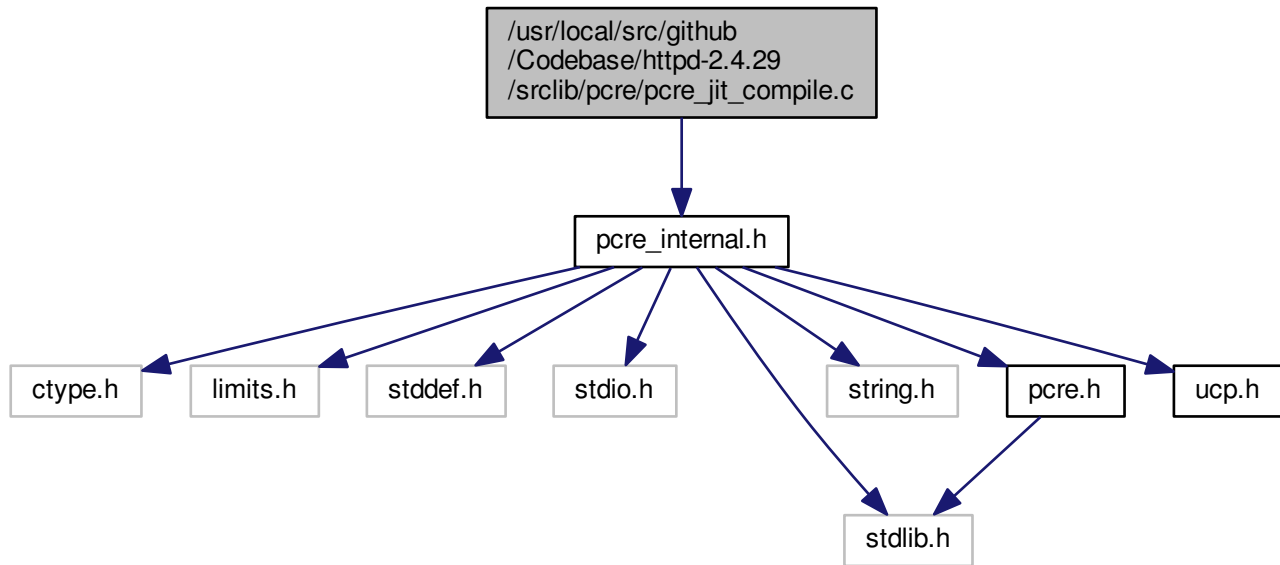 /usr/local/src/github
/Codebase/httpd-2.4.29
/srclib/pcre/pcre_jit_compile.c
pcre_internal.h
ctype.h
limits.h
stddef.h
stdio.h
string.h
pcre.h
ucp.h
stdlib.h